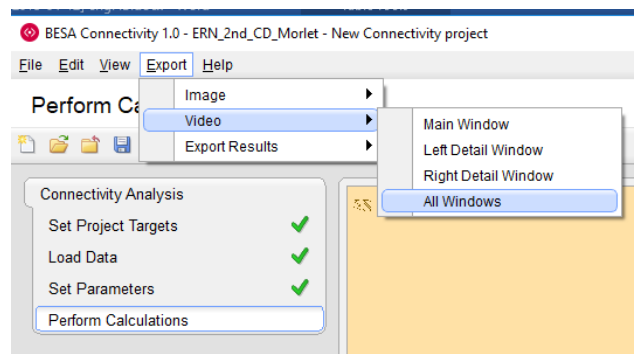 BESA Connectivity 1.0 - ERN_2nd_CD_Morlet - New Connectivity project
File Edit View Export Help
Perform Ca
Image
Video
Export Results
Main Window
Left Detail Window
Right Detail Window
All Windows
Connectivity Analysis
Set Project Targets
Load Data
Set Parameters
Perform Calculations